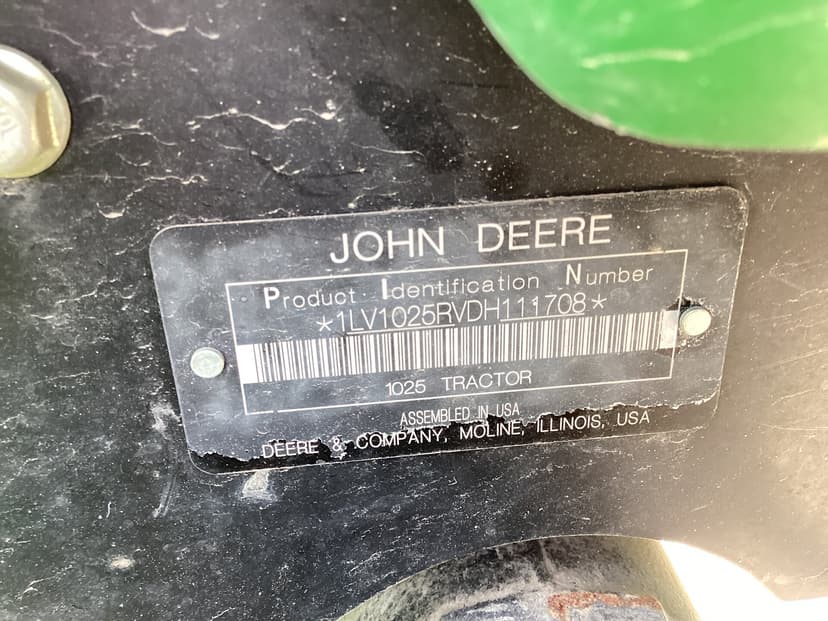 JOHN DEERE
Product Identification Number
*1LV1025RVDH111708*
1025 TRACTOR
ASSEMBLED IN USA
DEERE & COMPANY, MOLINE, ILLINOIS, USA